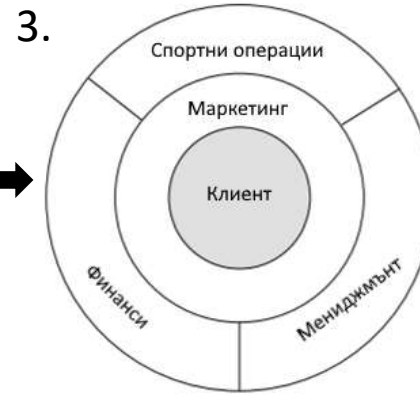 3.
Спортни операции
Маркетинг
Клиент
Финанси
Мениджмънт